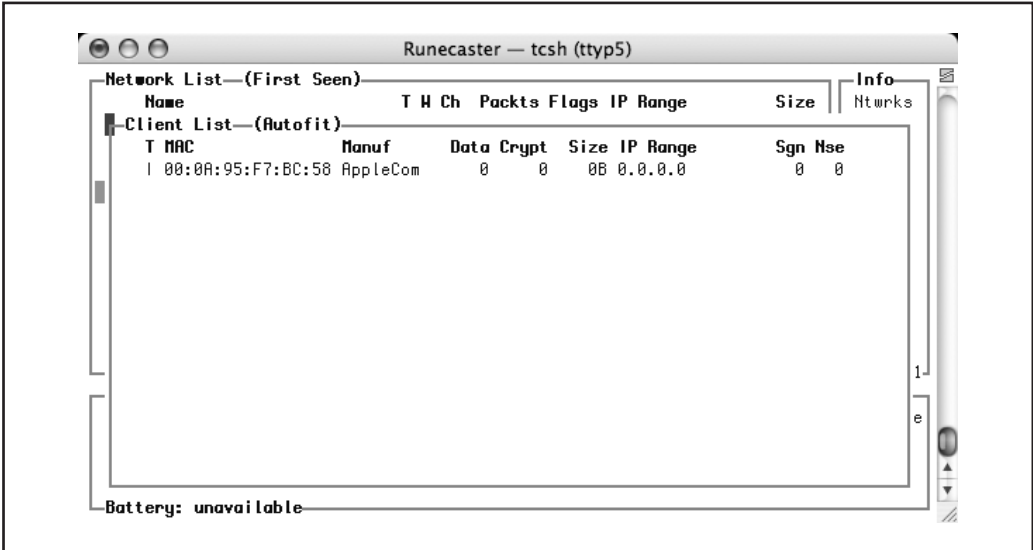 Runecaster — tcsh (ttyp5)
Network List—(First Seen)
Info
Name T W Ch Packts Flags IP Range Size
Ntwrks
Client List—(Autofit)
T MAC Manuf Data Crypt Size IP Range Sgn Nse
I 00:0A:95:F7:BC:58 AppleCom 0 0 0B 0.0.0.0 0 0
1
e
Battery: unavailable